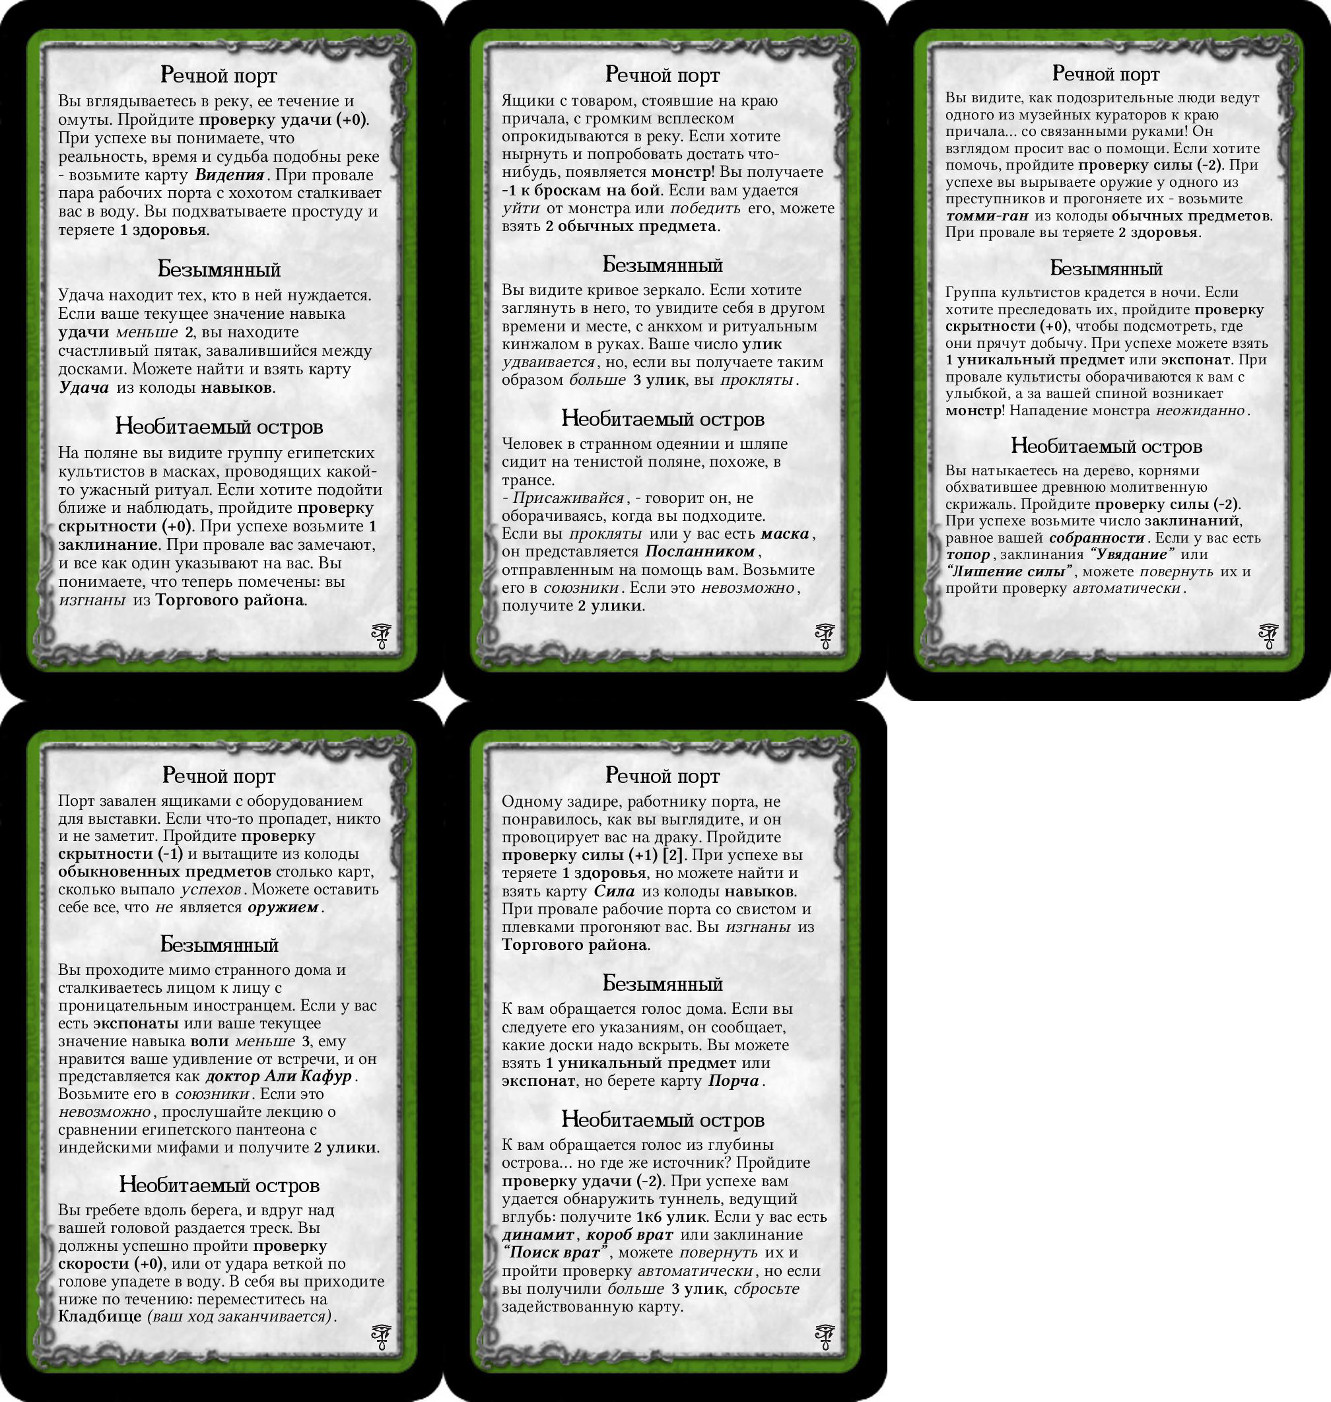 Речной порт
Вы вглядываетесь в реку, ее течение и
омуты. Пройдите проверку удачи (+0).
При успехе вы понимаете, что
реальность, время и судьба подобны реке
- возьмите карту Видения. При провале
пара рабочих порта с хохотом сталкивает
вас в воду. Вы подхватываете простуду и
теряете 1 здоровья.
Безымянный
Удача находит тех, кто в ней нуждается.
Если ваше текущее значение навыка
удачи меньше 2, вы находите
счастливый пятак, завалившийся между
досками. Можете найти и взять карту
Удача из колоды навыков.
Необитаемый остров
На поляне вы видите группу египетских
культистов в масках, проводящих какой-
то ужасный ритуал. Если хотите подойти
ближе и наблюдать, пройдите проверку
скрытности (+0). При успехе возьмите 1
заклинание. При провале вас замечают,
и все как один указывают на вас. Вы
понимаете, что теперь помечены: вы
изгнаны из Торгового района.
Речной порт
Ящики с товаром, стоявшие на краю
причала, с громким всплеском
опрокидываются в реку. Если хотите
нырнуть и попробовать достать что-
нибудь, появляется монстр! Вы получаете
-1 к броскам на бой. Если вам удается
уйти от монстра или победить его, можете
взять 2 обычных предмета.
Безымянный
Вы видите кривое зеркало. Если хотите
заглянуть в него, то увидите себя в другом
времени и месте, с анкхом и ритуальным
кинжалом в руках. Ваше число улик
удваивается, но, если вы получаете таким
образом больше 3 улик, вы прокляты.
Необитаемый остров
Человек в странном одеянии и шляпе
сидит на тенистой поляне, похоже, в
трансе.
- Присаживайся, - говорит он, не
оборачиваясь, когда вы подходите.
Если вы прокляты или у вас есть маска,
он представляется Посланником,
отправленным на помощь вам. Возьмите
его в союзники. Если это невозможно,
получите 2 улики.
Речной порт
Вы видите, как подозрительные люди ведут
одного из музейных кураторов к краю
причала... со связанными руками! Он
взглядом просит вас о помощи. Если хотите
помочь, пройдите проверку силы (-2). При
успехе вы вырываете оружие у одного из
преступников и прогоняете их - возьмите
томми-ган из колоды обычных предметов.
При провале вы теряете 2 здоровья.
Безымянный
Группа культистов крадется в ночи. Если
хотите преследовать их, пройдите проверку
скрытности (+0), чтобы подсмотреть, где
они прячут добычу. При успехе можете взять
1 уникальный предмет или экспонат. При
провале культисты оборачиваются к вам с
улыбкой, а за вашей спиной возникает
монстр! Нападение монстра неожиданно.
Необитаемый остров
Вы натыкаетесь на дерево, корнями
обхватившее древнюю молитвенную
скрижаль. Пройдите проверку силы (-2).
При успехе возьмите число заклинаний,
равное вашей собранности. Если у вас есть
топор, заклинания “Увядание” или
“Лишение силы”, можете повернуть их и
пройти проверку автоматически.
Речной порт
Порт завален ящиками с оборудованием
для выставки. Если что-то пропадет, никто
и не заметит. Пройдите проверку
скрытности (-1) и вытащите из колоды
обыкновенных предметов столько карт,
сколько выпало успехов. Можете оставить
себе все, что не является оружием.
Безымянный
Вы проходите мимо странного дома и
сталкиваетесь лицом к лицу с
проницательным иностранцем. Если у вас
есть экспонаты или ваше текущее
значение навыка воли меньше 3, ему
нравится ваше удивление от встречи, и он
представляется как доктор Али Кафур.
Возьмите его в союзники. Если это
невозможно, прослушайте лекцию о
сравнении египетского пантеона с
индейскими мифами и получите 2 улики.
Необитаемый остров
Вы гребете вдоль берега, и вдруг над
вашей головой раздается треск. Вы
должны успешно пройти проверку
скорости (+0), или от удара веткой по
голове упадете в воду. В себя вы приходите
ниже по течению: переместитесь на
Кладбище (ваш ход заканчивается).
Речной порт
Одному задире, работнику порта, не
понравилось, как вы выглядите, и он
провоцирует вас на драку. Пройдите
проверку силы (+1) [2]. При успехе вы
теряете 1 здоровья, но можете найти и
взять карту Сила из колоды навыков.
При провале рабочие порта со свистом и
плевками прогоняют вас. Вы изгнаны из
Торгового района.
Безымянный
К вам обращается голос дома. Если вы
следуете его указаниям, он сообщает,
какие доски надо вскрыть. Вы можете
взять 1 уникальный предмет или
экспонат, но берете карту Порча.
Необитаемый остров
К вам обращается голос из глубины
острова... но где же источник? Пройдите
проверку удачи (-2). При успехе вам
удается обнаружить туннель, ведущий
вглубь: получите 1к6 улик. Если у вас есть
динамит, короб врат или заклинание
“Поиск врат”, можете повернуть их и
пройти проверку автоматически, но если
вы получили больше 3 улик, сбросьте
задействованную карту.